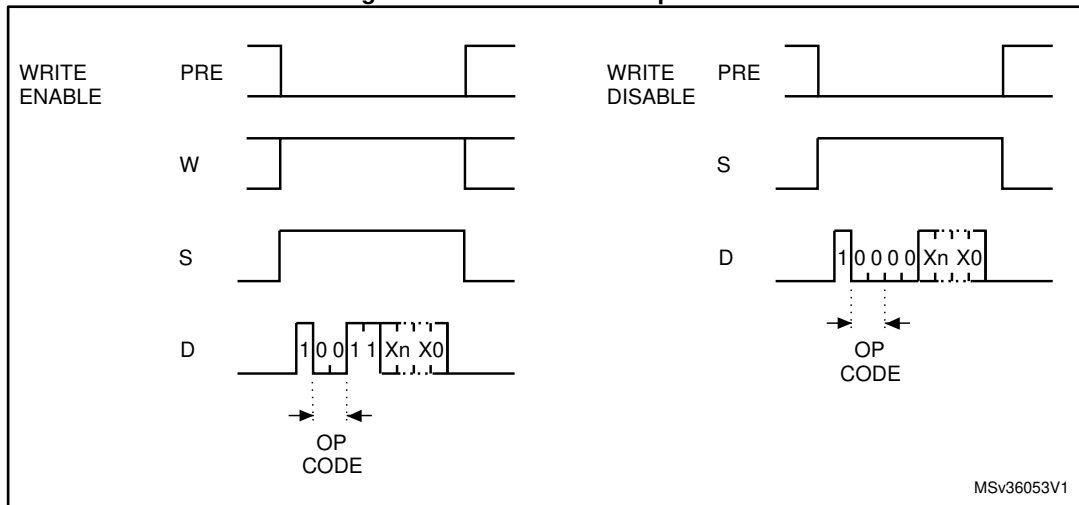 WRITE
ENABLE
PRE
W
S
D
1 0 0 1 1 Xn X0
OP
CODE
WRITE
DISABLE
PRE
S
D
1 0 0 0 0 Xn X0
OP
CODE
MSv36053V1